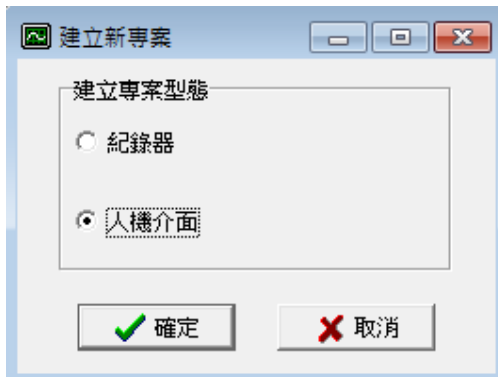 建立新專案
建立專案型態
紀錄器
人機介面
確定
取消